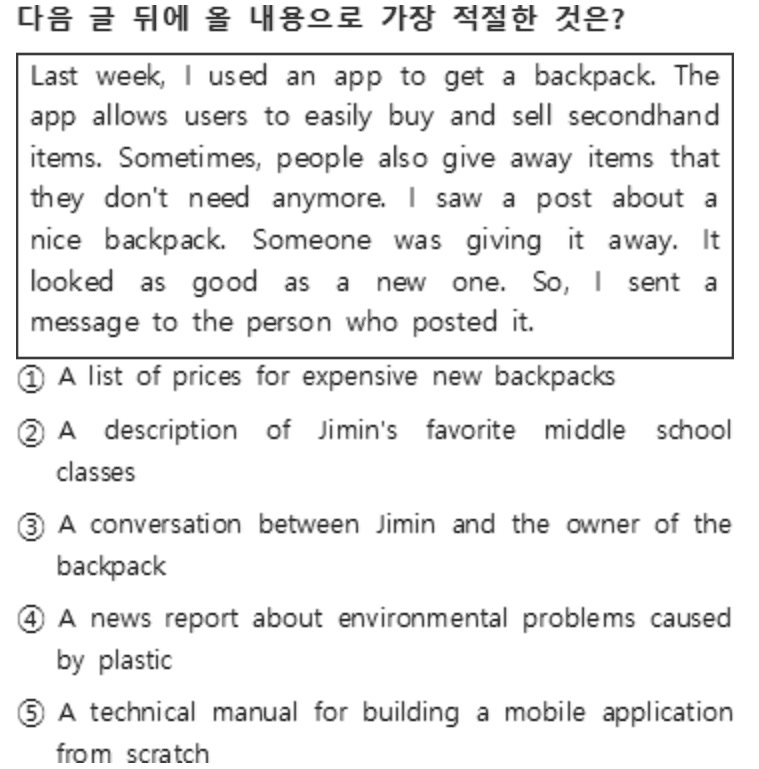 다음 글 뒤에 올 내용으로 가장 적절한 것은?
Last week, I used an app to get a backpack. The
app allows users to easily buy and sell secondhand
items. Sometimes, people also give away items that
they don't need anymore. I saw a post about a
nice backpack. Someone was giving it away. It
looked as good as a new one. So, I sent a
message to the person who posted it.
① A list of prices for expensive new backpacks
② A description of Jimin's favorite middle school
classes
③ A conversation between Jimin and the owner of the
backpack
④ A news report about environmental problems caused
by plastic
⑤ A technical manual for building a mobile application
from scratch